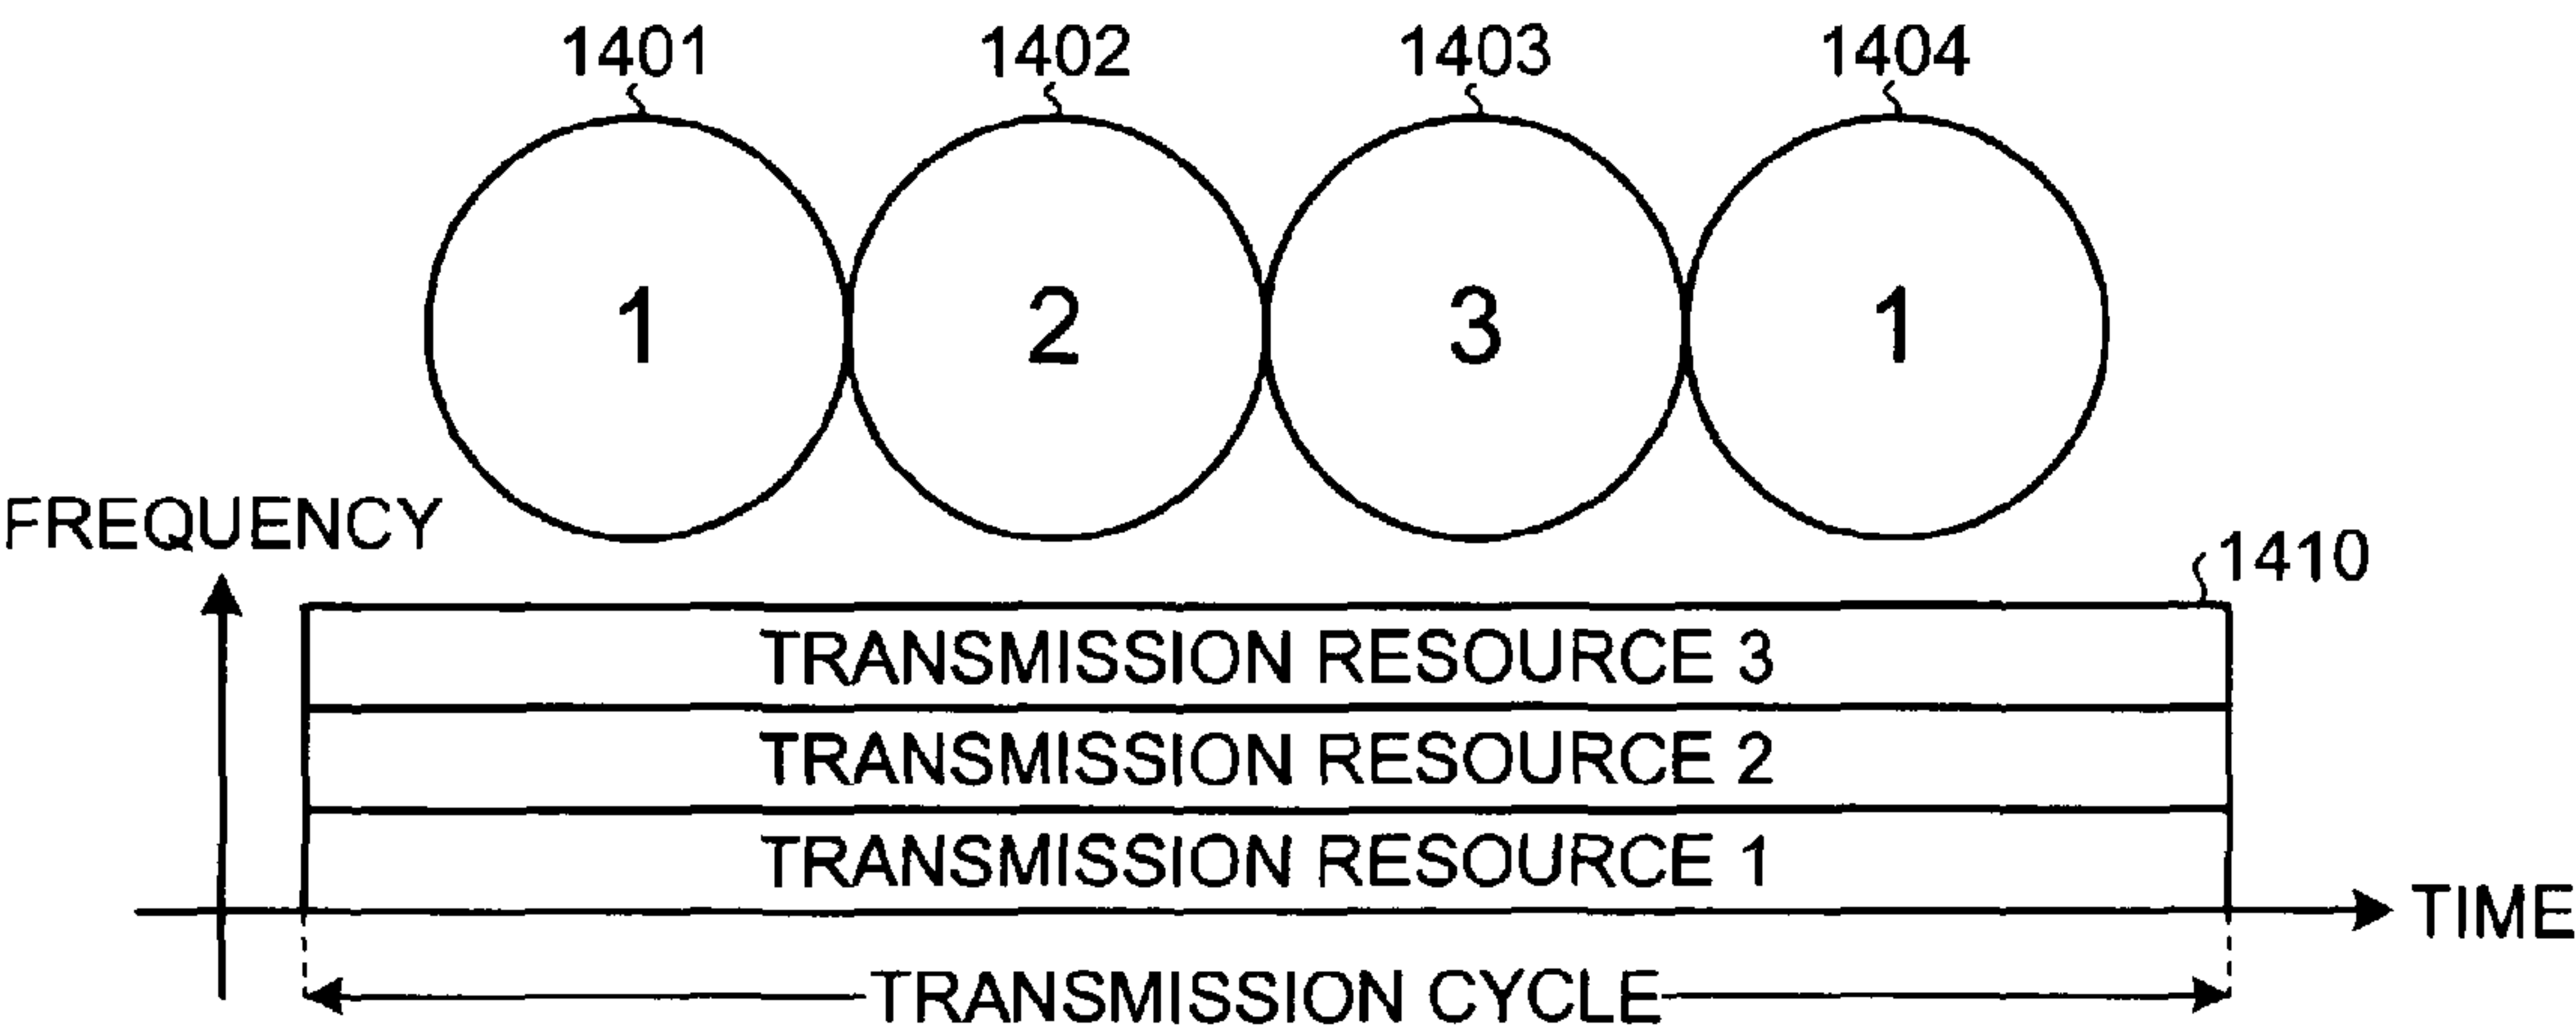 1401 1402 1403 1404
1 2 3 1
FREQUENCY
1410
TRANSMISSION RESOURCE 3
TRANSMISSION RESOURCE 2
TRANSMISSION RESOURCE 1
TIME
TRANSMISSION CYCLE